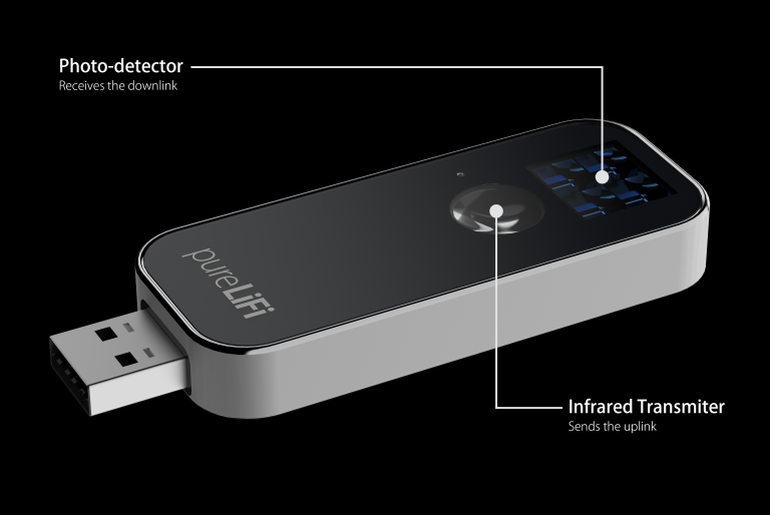 Photo-detector
Receives the downlink
pureLiFi
Infrared Transmiter
Sends the uplink